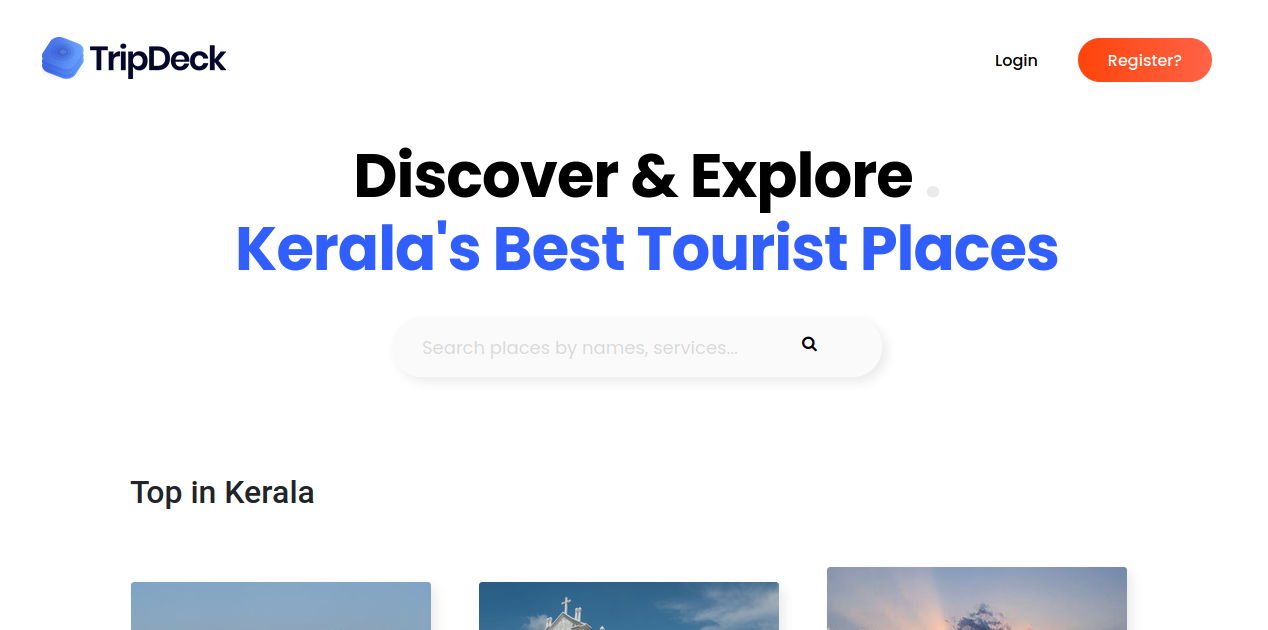 TripDeck
Login
Register?
Discover & Explore .
Kerala's Best Tourist Places
Search places by names, services...
Top in Kerala